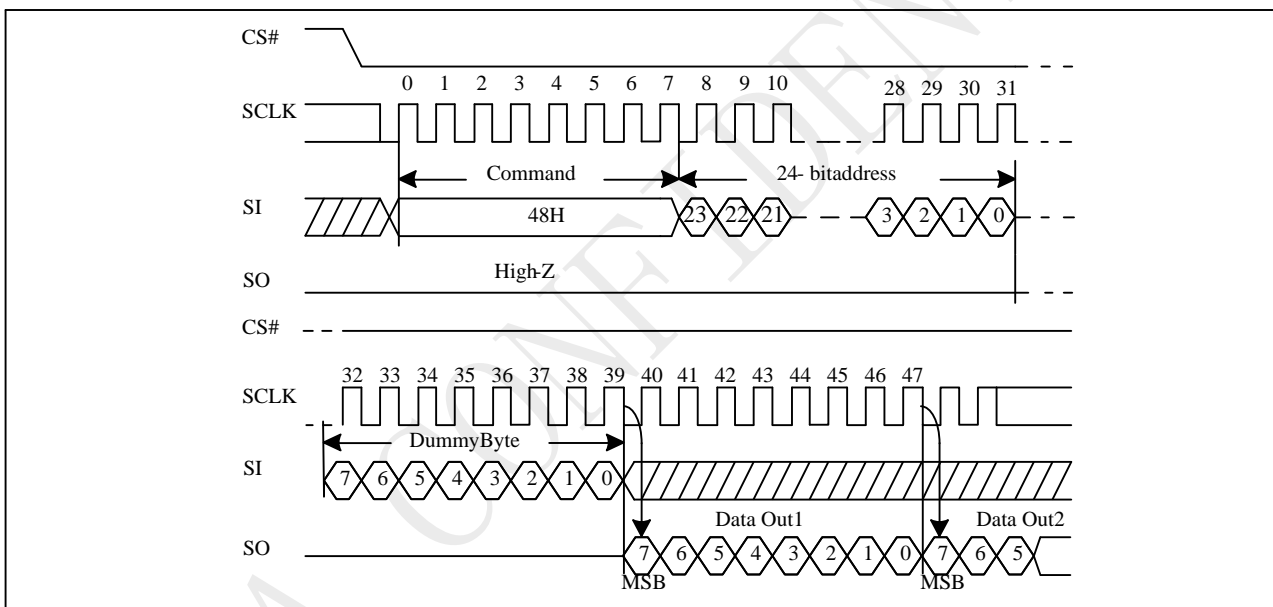 CS#
0 1 2 3 4 5 6 7 8 9 10 28 29 30 31
SCLK
Command 24- bitaddress
SI 48H 23 22 21 3 2 1 0
High-Z
SO
CS#
32 33 34 35 36 37 38 39 40 41 42 43 44 45 46 47
SCLK
DummyByte
SI 7 6 5 4 3 2 1 0
Data Out1 Data Out2
SO 7 6 5 4 3 2 1 0 7 6 5
MSB MSB